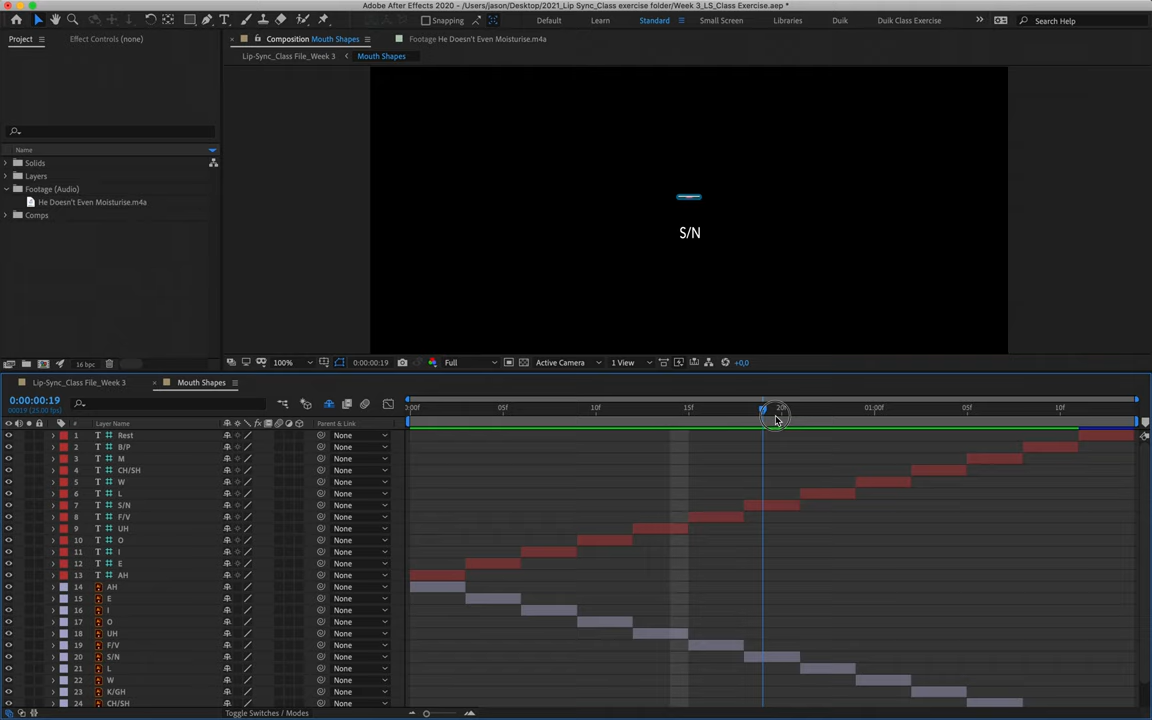 Adobe After Effects 2020 - /Users/jason/Desktop/2021_Lip Sync_Class exercise folder/Week 3_LS_Class Exercise.aep *
Snapping Default Learn Standard Small Screen Libraries Duik Duik Class Exercise Search Help
Project Effect Controls (none) Composition Mouth Shapes Footage He Doesn't Even Moisturise.m4a
Lip-Sync_Class File_Week 3 Mouth Shapes
Name
Solids
Layers
Footage (Audio)
He Doesn't Even Moisturise.m4a
Comps
S/N
16 bpc 100% 0:00:00:19 Full Active Camera 1 View +0,0
Lip-Sync_Class File_Week 3 Mouth Shapes
0:00:00:19
00019 (25.00 fps)
# Layer Name Parent & Link 0:00f 05f 10f 15f 20f 01:00f 05f 10f
1 Rest None
2 B/P None
3 M None
4 CH/SH None
5 W None
6 L None
7 S/N None
8 F/V None
9 UH None
10 O None
11 I None
12 E None
13 AH None
14 AH None
15 E None
16 I None
17 O None
18 UH None
19 F/V None
20 S/N None
21 L None
22 W None
23 K/GH None
24 CH/SH None
Toggle Switches / Modes